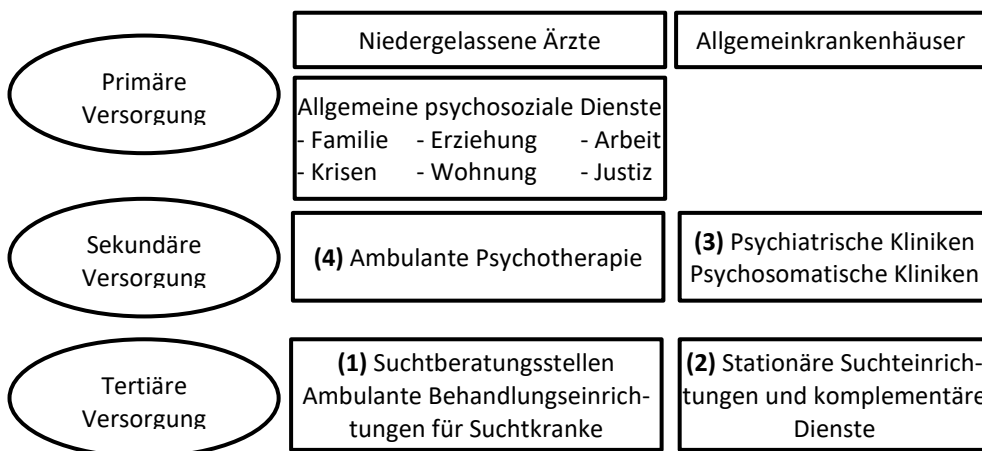 Primäre
Versorgung
Niedergelassene Ärzte
Allgemeinkrankenhäuser
Allgemeine psychosoziale Dienste
- Familie - Erziehung - Arbeit
- Krisen - Wohnung - Justiz
Sekundäre
Versorgung
(4) Ambulante Psychotherapie
(3) Psychiatrische Kliniken
Psychosomatische Kliniken
Tertiäre
Versorgung
(1) Suchtberatungsstellen
Ambulante Behandlungseinrich-
tungen für Suchtkranke
(2) Stationäre Suchteinrich-
tungen und komplementäre
Dienste